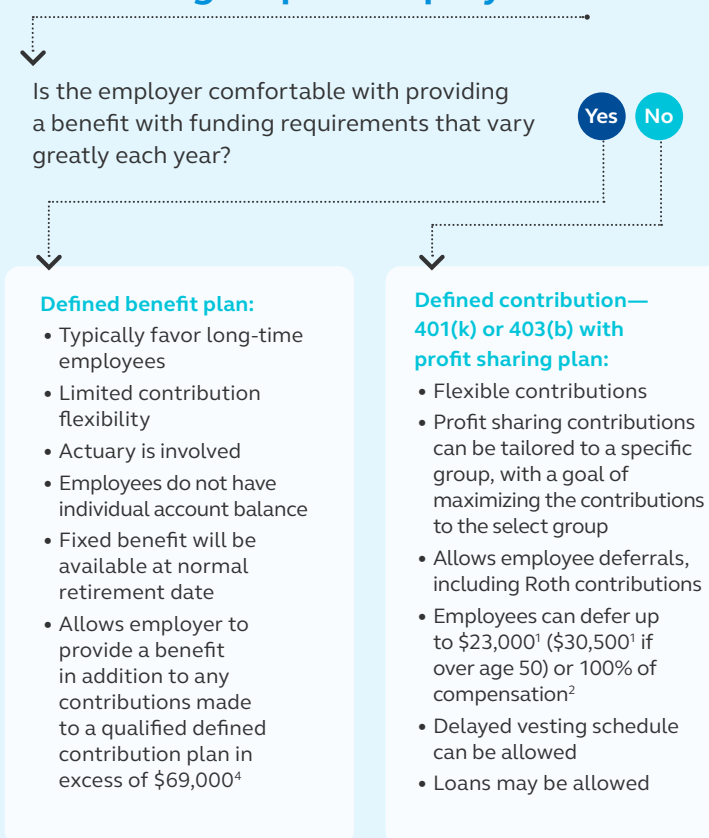 Is the employer comfortable with providing
a benefit with funding requirements that vary
greatly each year?
Yes
No
Defined benefit plan:
• Typically favor long-time
employees
• Limited contribution
flexibility
• Actuary is involved
• Employees do not have
individual account balance
• Fixed benefit will be
available at normal
retirement date
• Allows employer to
provide a benefit
in addition to any
contributions made
to a qualified defined
contribution plan in
excess of $69,000⁴
Defined contribution—
401(k) or 403(b) with
profit sharing plan:
• Flexible contributions
• Profit sharing contributions
can be tailored to a specific
group, with a goal of
maximizing the contributions
to the select group
• Allows employee deferrals,
including Roth contributions
• Employees can defer up
to $23,000¹ ($30,500¹ if
over age 50) or 100% of
compensation²
• Delayed vesting schedule
can be allowed
• Loans may be allowed